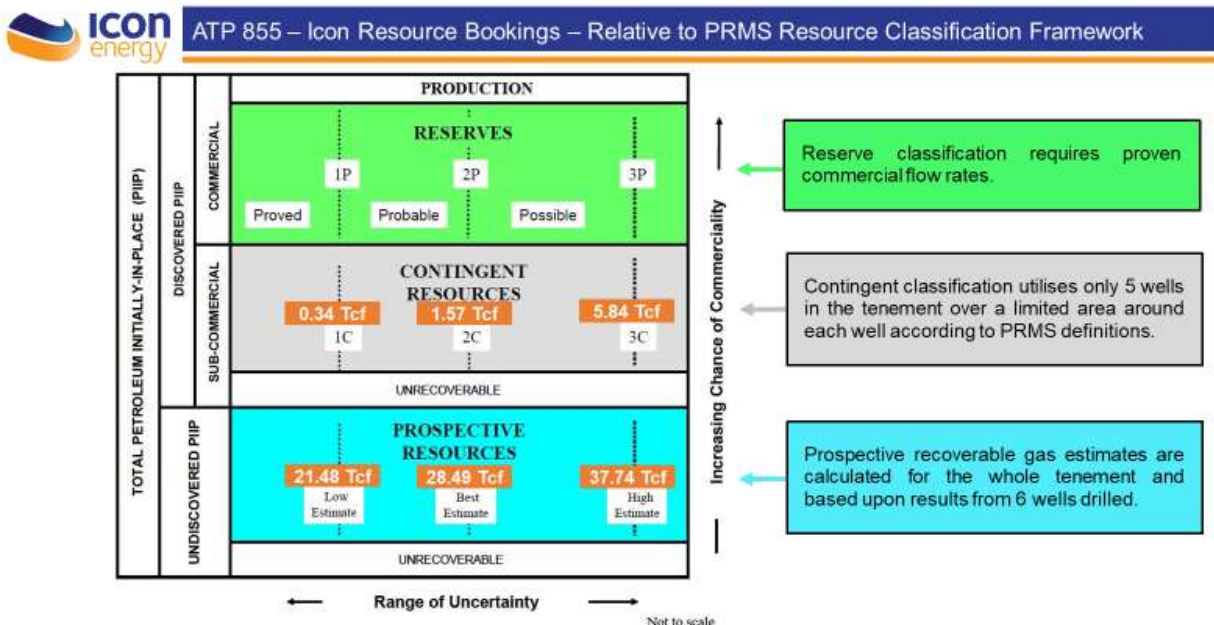 icon
energy
ATP 855 – Icon Resource Bookings – Relative to PRMS Resource Classification Framework
TOTAL PETROLEUM INITIALLY-IN-PLACE (PIIP)
DISCOVERED PIIP
UNDISCOVERED PIIP
COMMERCIAL
SUB-COMMERCIAL
PRODUCTION
RESERVES
1P
2P
3P
Proved
Probable
Possible
CONTINGENT
RESOURCES
0.34 Tcf
1.57 Tcf
5.84 Tcf
1C
2C
3C
UNRECOVERABLE
PROSPECTIVE
RESOURCES
21.48 Tcf
28.49 Tcf
37.74 Tcf
Low
Estimate
Best
Estimate
High
Estimate
UNRECOVERABLE
Range of Uncertainty
Not to scale
Increasing Chance of Commerciality
Reserve classification requires proven
commercial flow rates.
Contingent classification utilises only 5 wells
in the tenement over a limited area around
each well according to PRMS definitions.
Prospective recoverable gas estimates are
calculated for the whole tenement and
based upon results from 6 wells drilled.